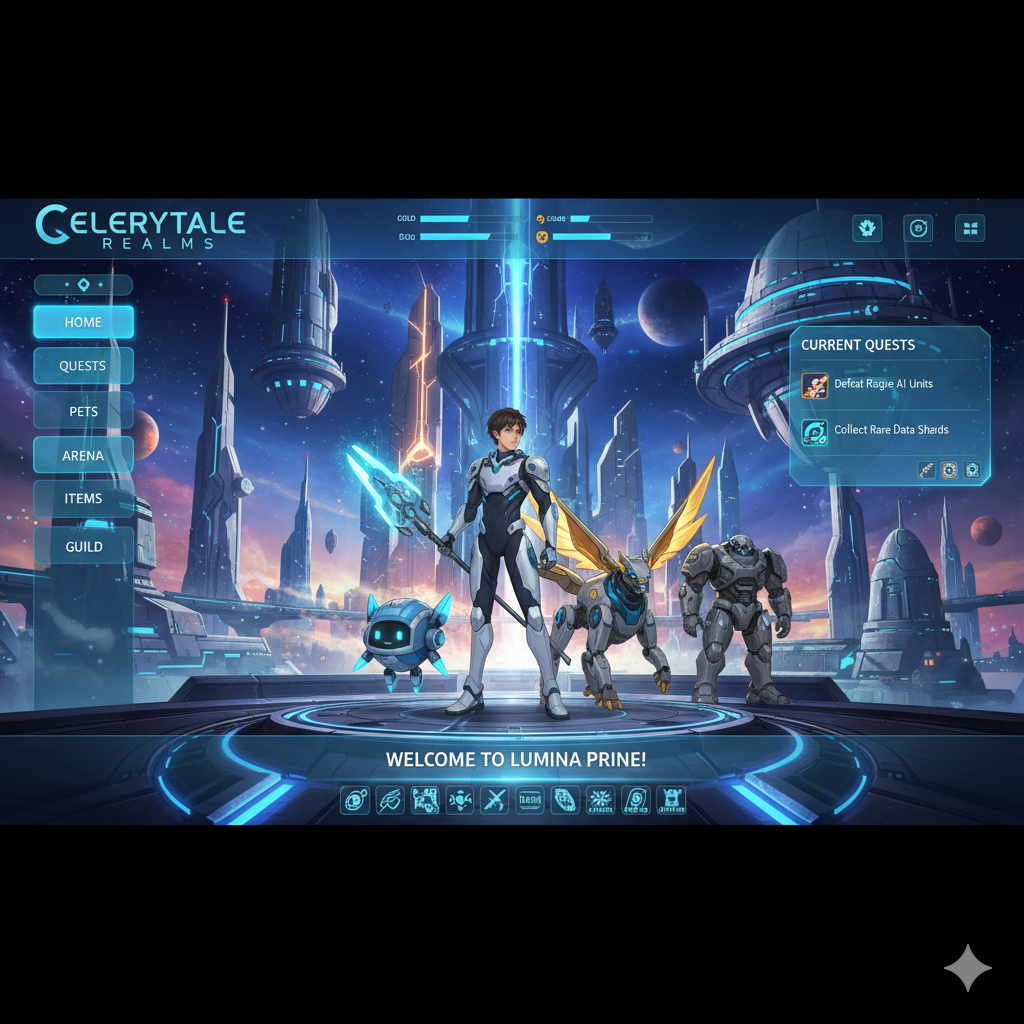 CELERYTALE
REALMS
GOLD
HOME
QUESTS
PETS
ARENA
ITEMS
GUILD
CURRENT QUESTS
Defeat Rogue AI Units
Collect Rare Data Shards
WELCOME TO LUMINA PRINE!